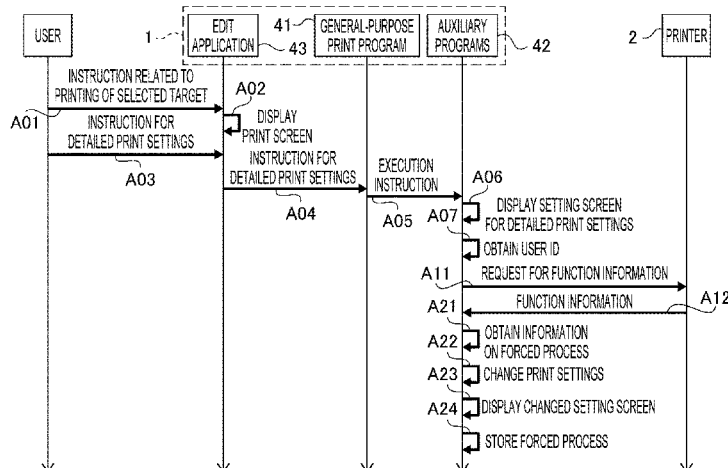 USER
1
EDIT
APPLICATION
43
41
GENERAL-PURPOSE
PRINT PROGRAM
AUXILIARY
PROGRAMS
42
2
PRINTER
INSTRUCTION RELATED TO
PRINTING OF SELECTED TARGET
A01
A02
DISPLAY
PRINT SCREEN
INSTRUCTION FOR
DETAILED PRINT SETTINGS
A03
INSTRUCTION FOR
DETAILED PRINT SETTINGS
A04
EXECUTION
INSTRUCTION
A05
A06
DISPLAY SETTING SCREEN
FOR DETAILED PRINT SETTINGS
A07
OBTAIN USER ID
A11
REQUEST FOR FUNCTION INFORMATION
FUNCTION INFORMATION
A12
A21
OBTAIN INFORMATION
ON FORCED PROCESS
A22
CHANGE PRINT SETTINGS
A23
DISPLAY CHANGED SETTING SCREEN
A24
STORE FORCED PROCESS